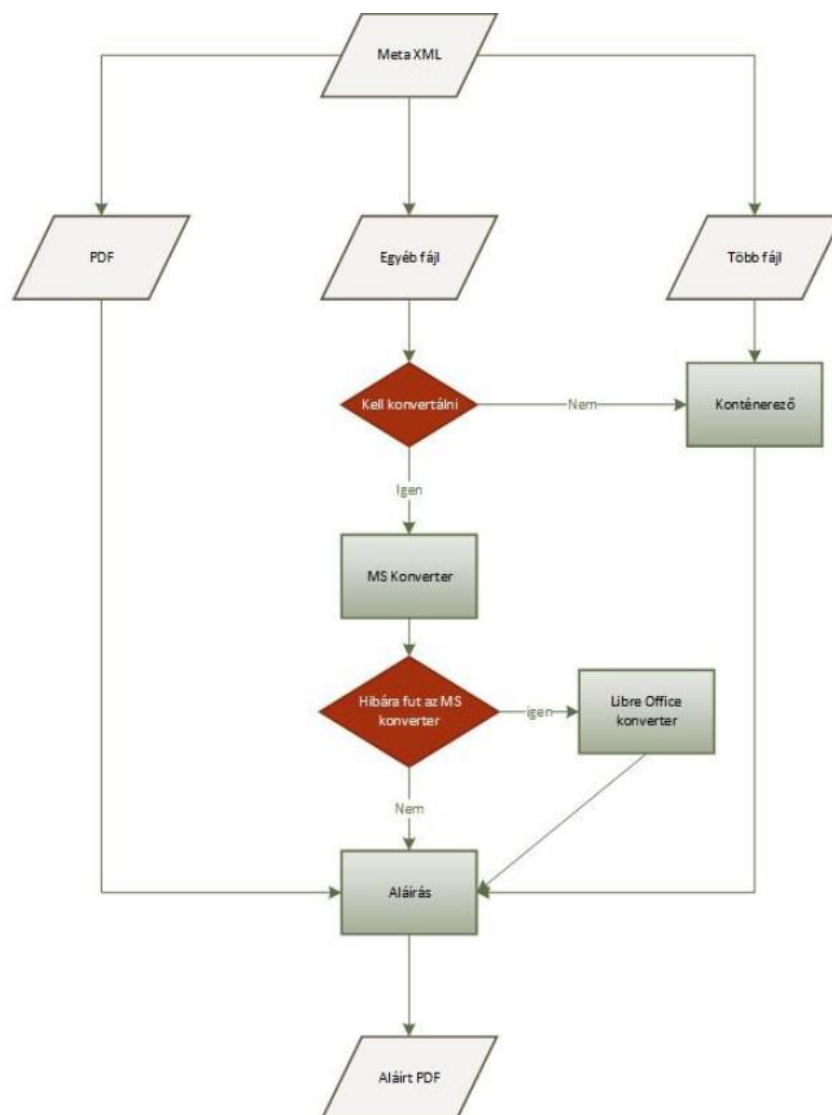 Meta XML
PDF
Egyéb fájl
Több fájl
Kell konvertálni
Nem
Konténerező
Igen
MS Konverter
Hibára fut az MS
konverter
igen
Libre Office
konverter
Nem
Aláírás
Aláírt PDF